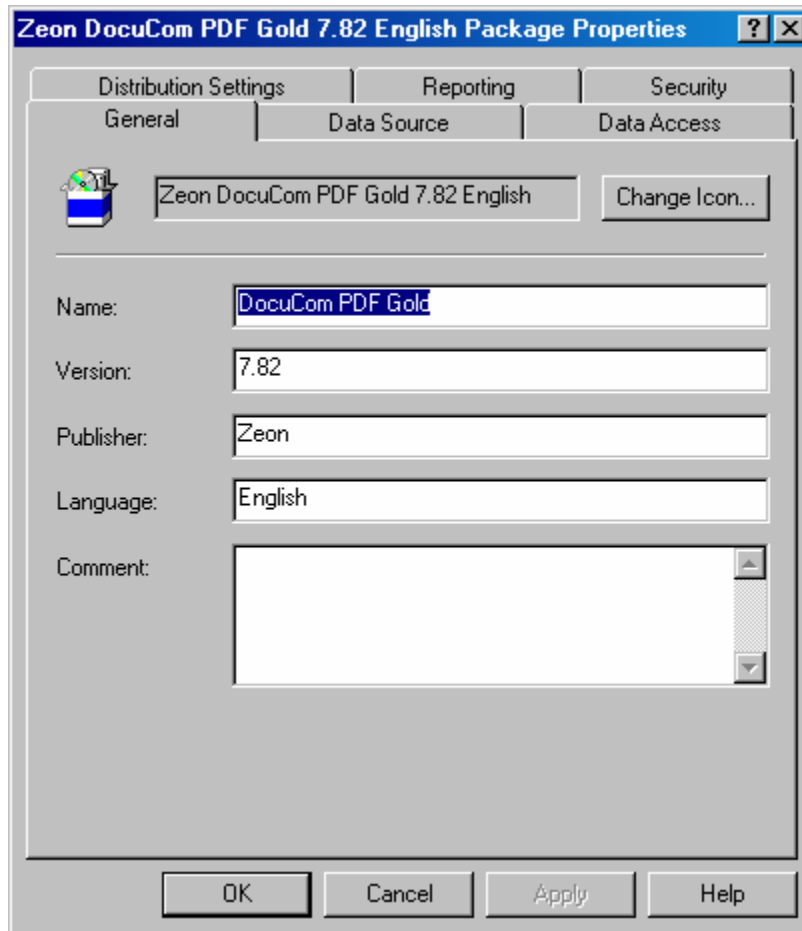 Zeon DocuCom PDF Gold 7.82 English Package Properties
Distribution Settings Reporting Security
General Data Source Data Access
Zeon DocuCom PDF Gold 7.82 English Change Icon...
Name: DocuCom PDF Gold
Version: 7.82
Publisher: Zeon
Language: English
Comment:
OK Cancel Apply Help